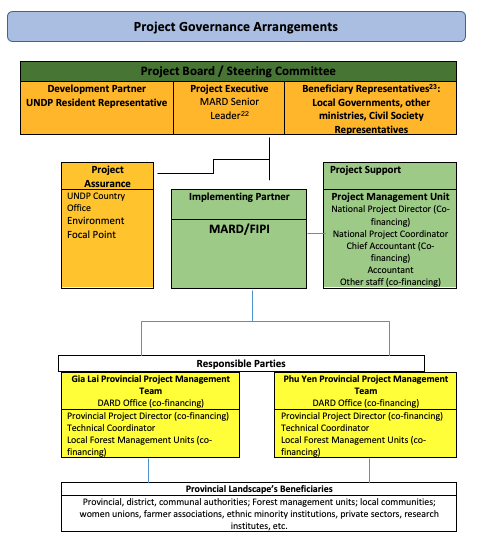 Project Governance Arrangements
Project Board / Steering Committee
Development Partner
UNDP Resident Representative
Project Executive
MARD Senior
Leader22
Beneficiary Representatives23:
Local Governments, other
ministries, Civil Society
Representatives
Project
Assurance
UNDP Country
Office
Environment
Focal Point
Implementing Partner
MARD/FIPI
Project Support
Project Management Unit
National Project Director (Co-
financing)
National Project Coordinator
Chief Accountant (Co-
financing)
Accountant
Other staff (co-financing)
Responsible Parties
Gia Lai Provincial Project Management
Team
DARD Office (co-financing)
Provincial Project Director (co-financing)
Technical Coordinator
Local Forest Management Units (co-
financing)
Phu Yen Provincial Project Management
Team
DARD Office (co-financing)
Provincial Project Director (co-financing)
Technical Coordinator
Local Forest Management Units (co-
financing)
Provincial Landscape's Beneficiaries
Provincial, district, communal authorities; Forest management units; local communities;
women unions, farmer associations, ethnic minority institutions, private sectors, research
institutes, etc.